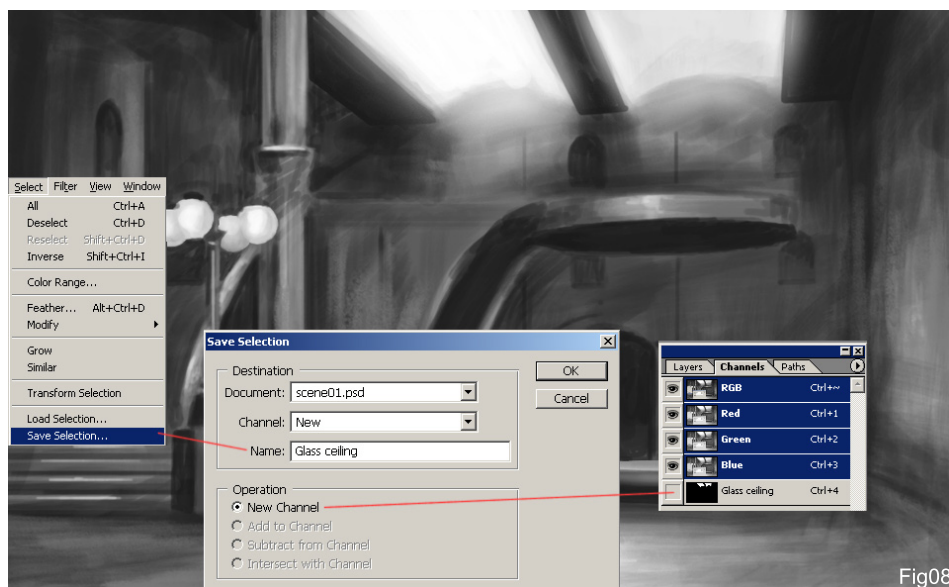 Select Filter View Window
All Ctrl+A
Deselect Ctrl+D
Reselect Shift+Ctrl+D
Inverse Shift+Ctrl+I
Color Range...
Feather... Alt+Ctrl+D
Modify
Grow
Similar
Transform Selection
Load Selection...
Save Selection...
Save Selection
Destination
Document: scene01.psd
Channel: New
Name: Glass ceiling
OK
Cancel
Operation
New Channel
Add to Channel
Subtract from Channel
Intersect with Channel
Layers Channels Paths
RGB Ctrl+~
Red Ctrl+1
Green Ctrl+2
Blue Ctrl+3
Glass ceiling Ctrl+4
Fig08